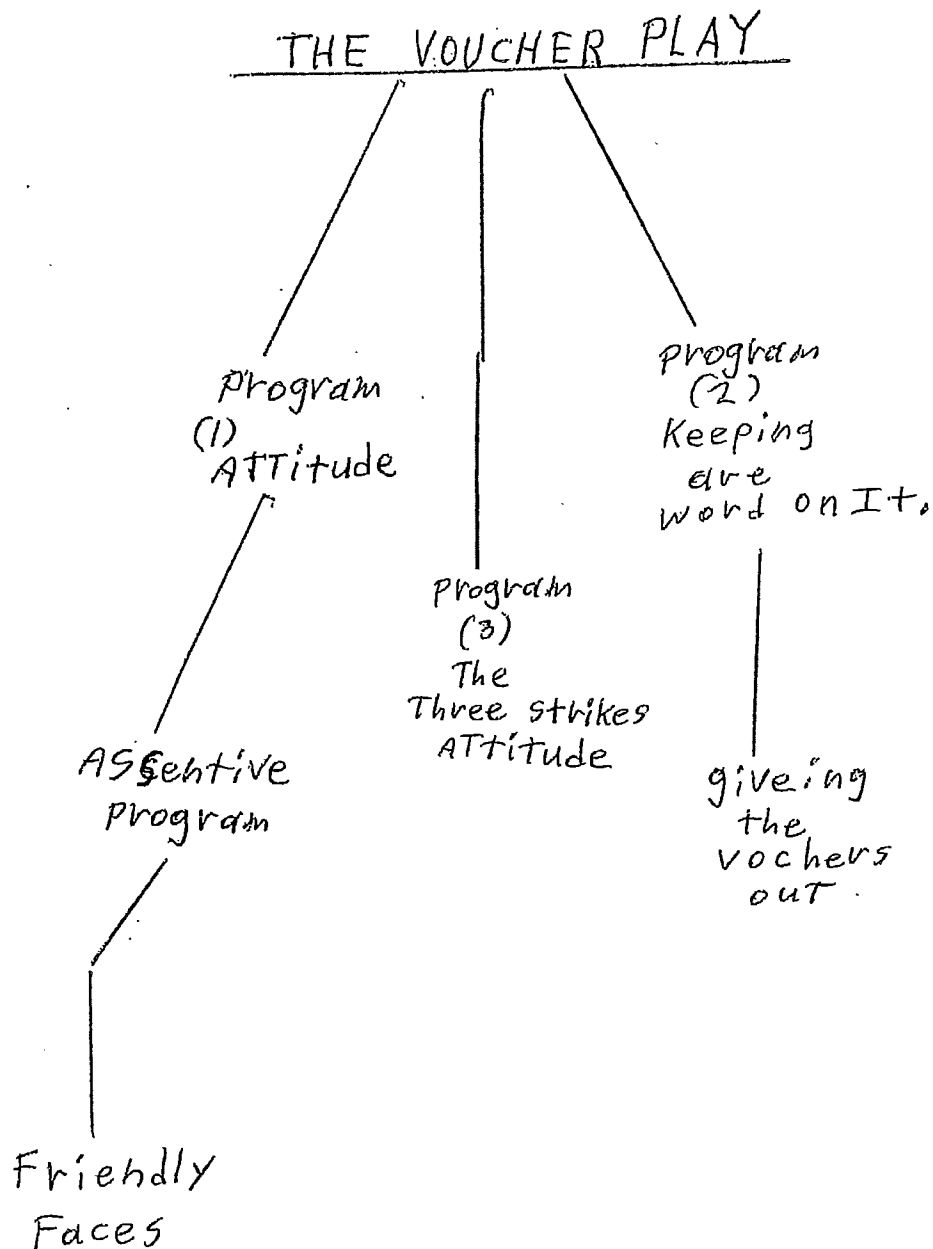 THE VOUCHER PLAY
Program
(1)
ATTitude
Program
(2)
Keeping
are
word on It.
Program
(3)
The
Three strikes
ATtitude
ASsentive
Program
giveing
the
vochers
out.
Friendly
Faces